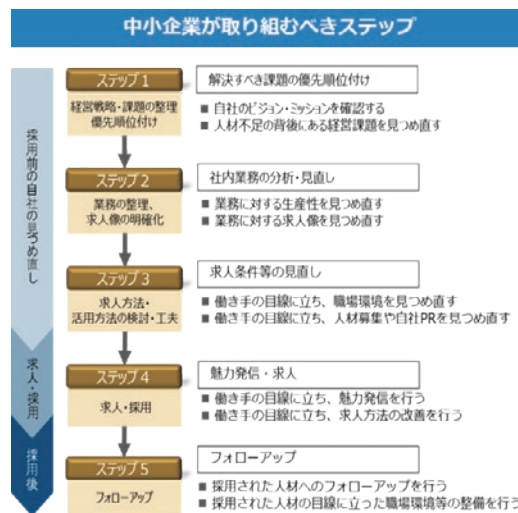 中小企業が取り組むべきステップ
採用前の自社の見つめ直し
ステップ1
経営戦略・課題の整理
優先順位付け
解決すべき課題の優先順位付け
■ 自社のビジョン・ミッションを確認する
■ 人材不足の背後にある経営課題を見つめ直す
ステップ2
業務の整理、
求人像の明確化
社内業務の分析・見直し
■ 業務に対する生産性を見つめ直す
■ 業務に対する求人像を見つめ直す
ステップ3
求人方法・
活用方法の検討・工夫
求人条件等の見直し
■ 働き手の目線に立ち、職場環境を見つめ直す
■ 働き手の目線に立ち、人材募集や自社PRを見つめ直す
求人・採用
ステップ4
求人・採用
魅力発信・求人
■ 働き手の目線に立ち、魅力発信を行う
■ 働き手の目線に立ち、求人方法の改善を行う
採用後
ステップ5
フォローアップ
フォローアップ
■ 採用された人材へのフォローアップを行う
■ 採用された人材の目線に立った職場環境等の整備を行う